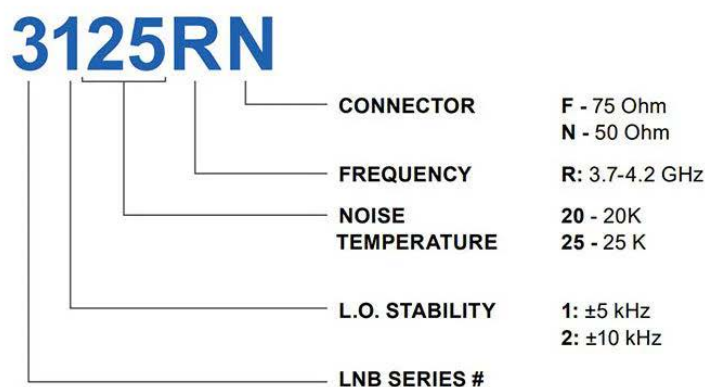 3125RN
CONNECTOR F - 75 Ohm
N - 50 Ohm
FREQUENCY R: 3.7-4.2 GHz
NOISE 20 - 20K
TEMPERATURE 25 - 25 K
L.O. STABILITY 1: ±5 kHz
2: ±10 kHz
LNB SERIES #